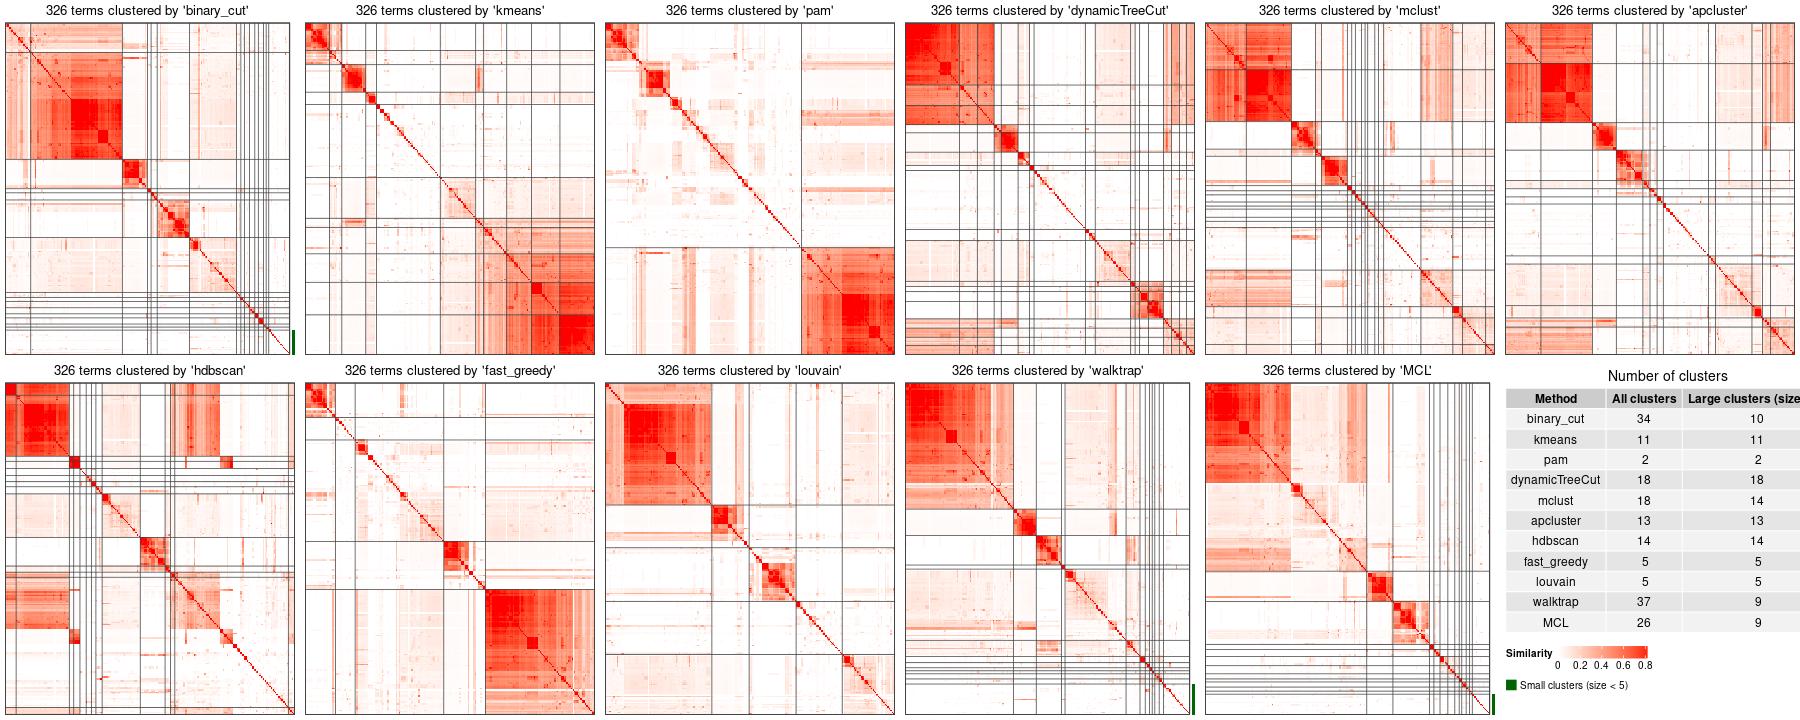 326 terms clustered by 'binary_cut'
326 terms clustered by 'kmeans'
326 terms clustered by 'pam'
326 terms clustered by 'dynamicTreeCut'
326 terms clustered by 'mclust'
326 terms clustered by 'apcluster'
326 terms clustered by 'hdbscan'
326 terms clustered by 'fast_greedy'
326 terms clustered by 'louvain'
326 terms clustered by 'walktrap'
326 terms clustered by 'MCL'
Number of clusters
Method All clusters Large clusters (size
binary_cut 34 10
kmeans 11 11
pam 2 2
dynamicTreeCut 18 18
mclust 18 14
apcluster 13 13
hdbscan 14 14
fast_greedy 5 5
louvain 5 5
walktrap 37 9
MCL 26 9
Similarity
0 0.2 0.4 0.6 0.8
Small clusters (size < 5)